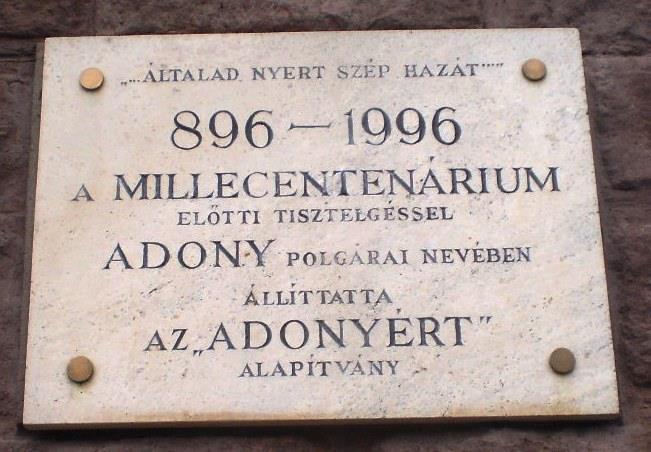 „...ÁLTALAD NYERT SZÉP HAZÁT..."
896 — 1996
A MILLECENTENÁRIUM
ELŐTTI TISZTELGÉSSEL
ADONY POLGÁRAI NEVÉBEN
ÁLLÍTTATTA
AZ „ADONYÉRT"
ALAPÍTVÁNY